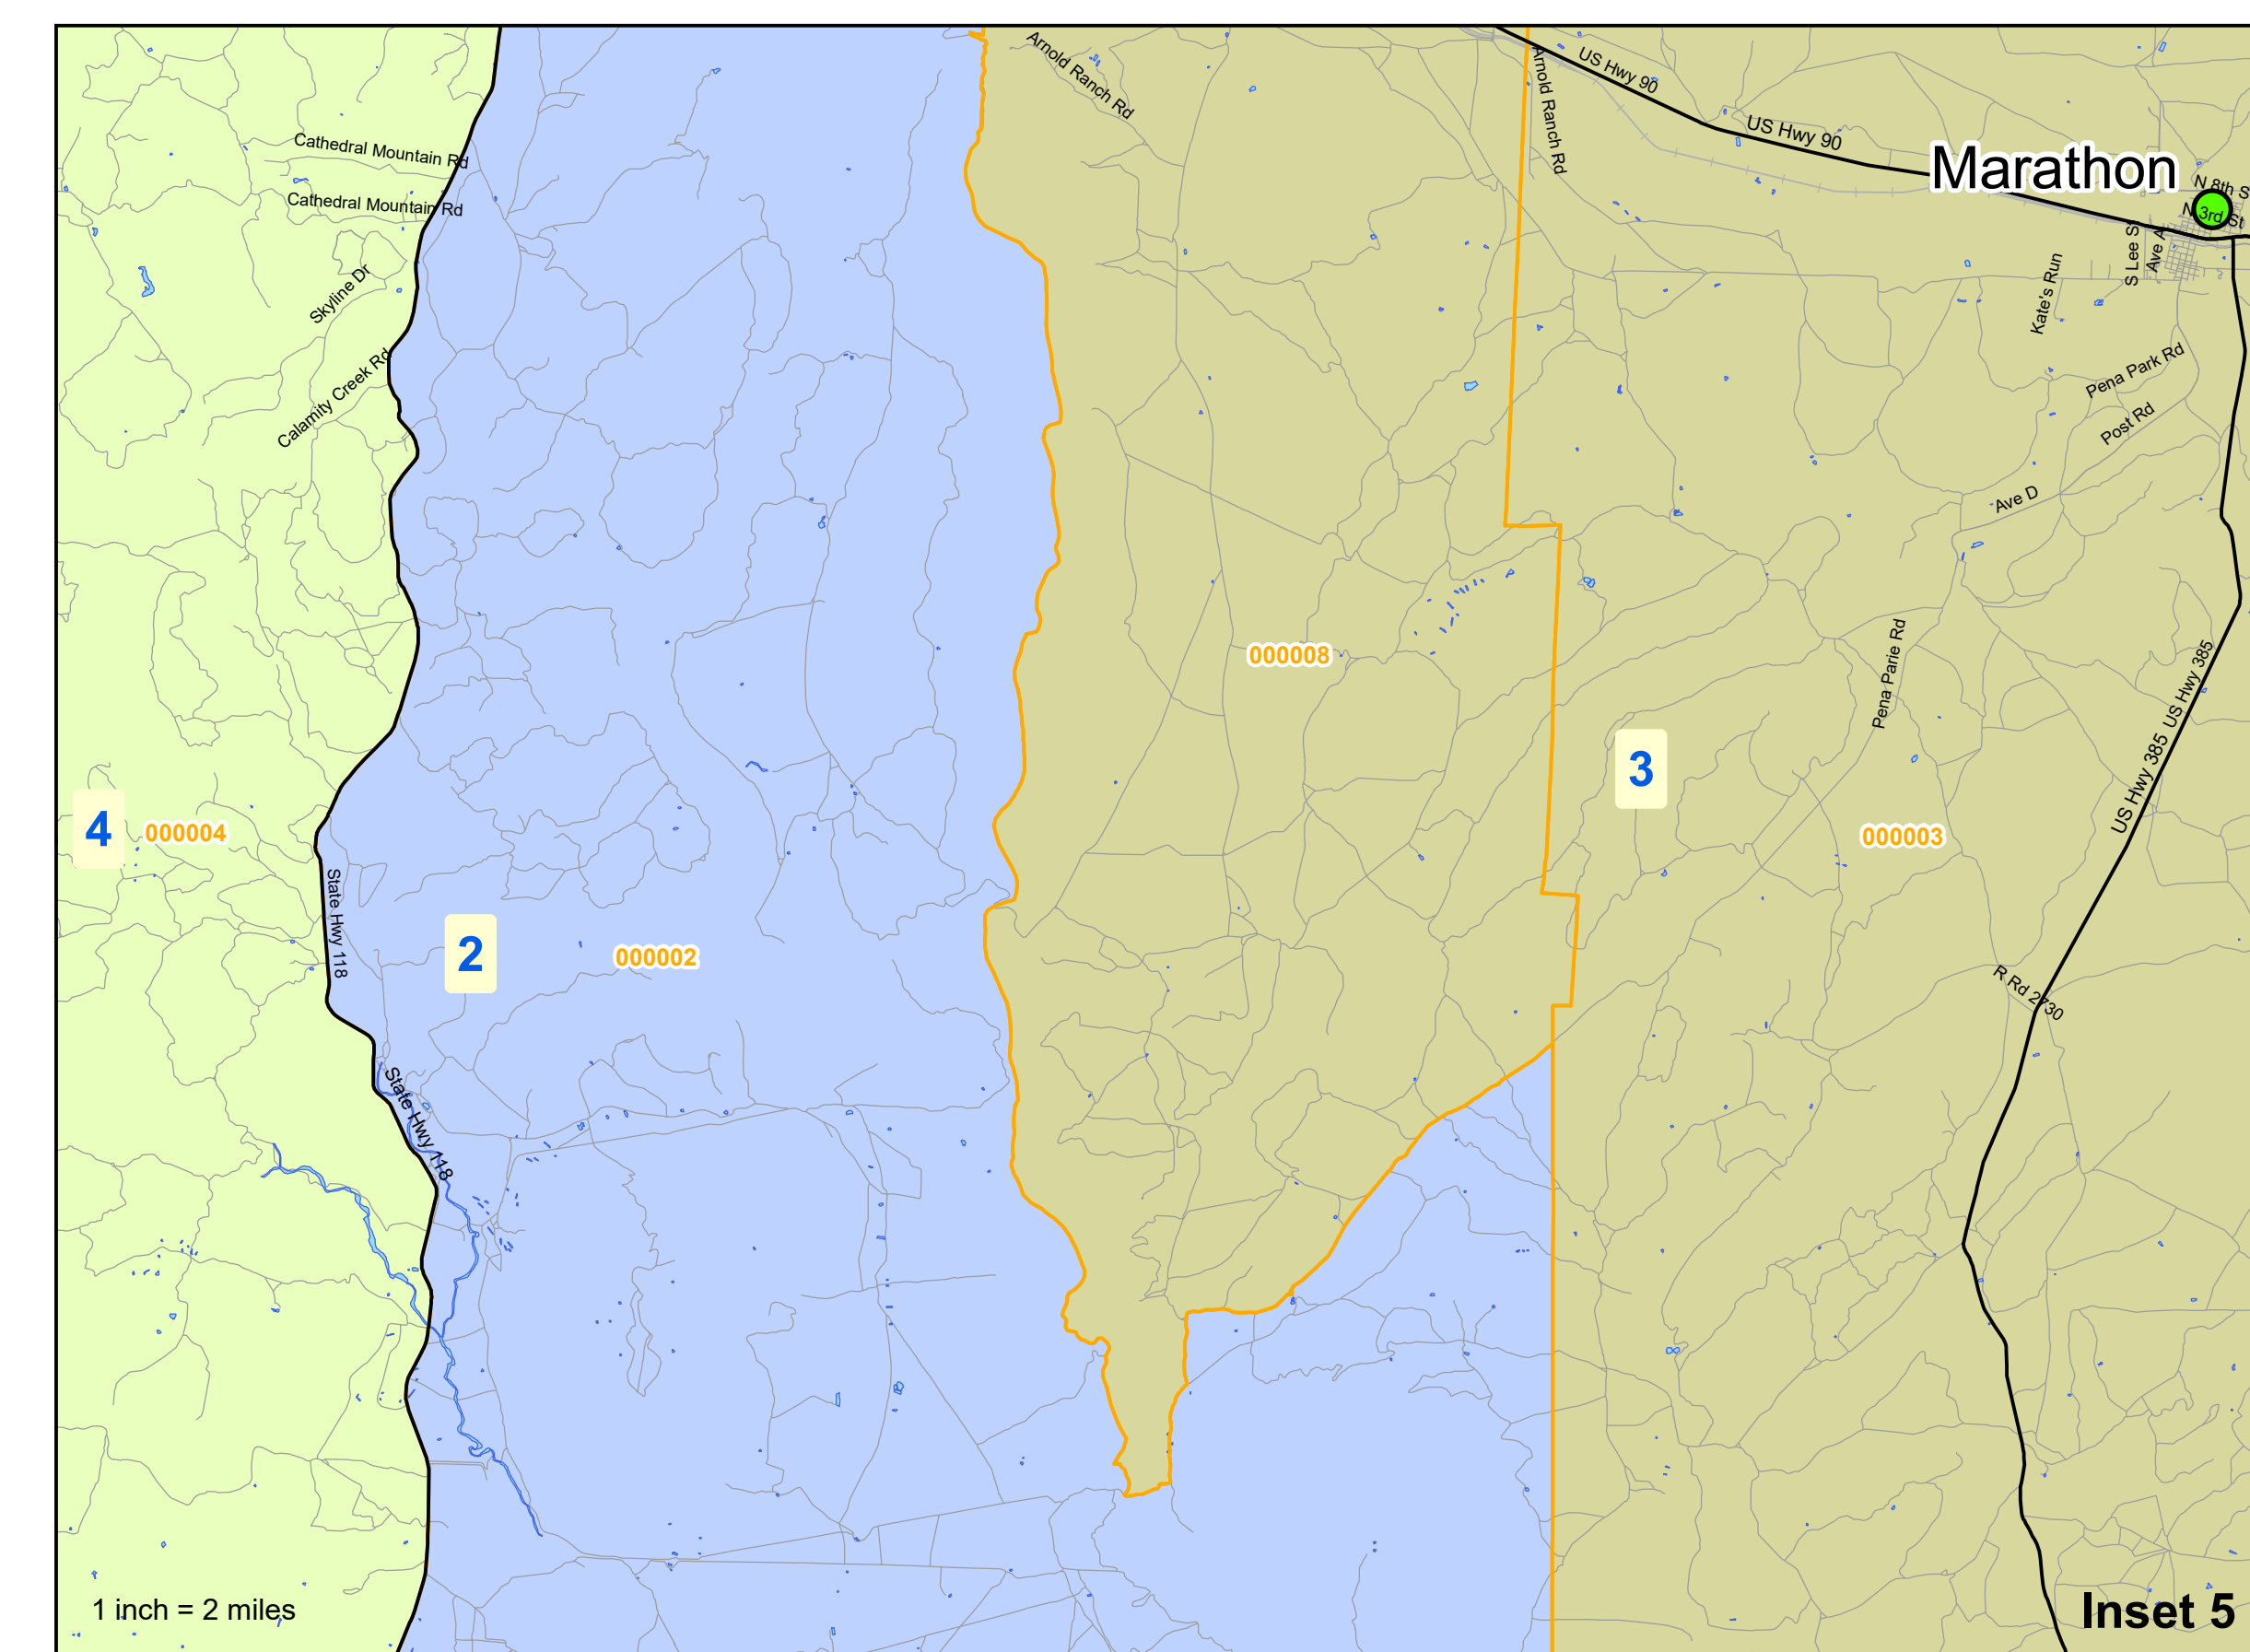 Arnold Ranch Rd
Arnold Ranch Rd
US Hwy 90
US Hwy 90
Marathon
N 8th S
N 3rd St
Cathedral Mountain Rd
Cathedral Mountain Rd
S Lee S
Ave A
Kate's Run
Skyline Dr
Calamity Creek Rd
Pena Park Rd
Post Rd
Ave D
000008
Pena Parie Rd
US Hwy 385
US Hwy 385
3
4
000004
000003
State Hwy 118
2
000002
R Rd 2730
State Hwy 118
1 inch = 2 miles
Inset 5